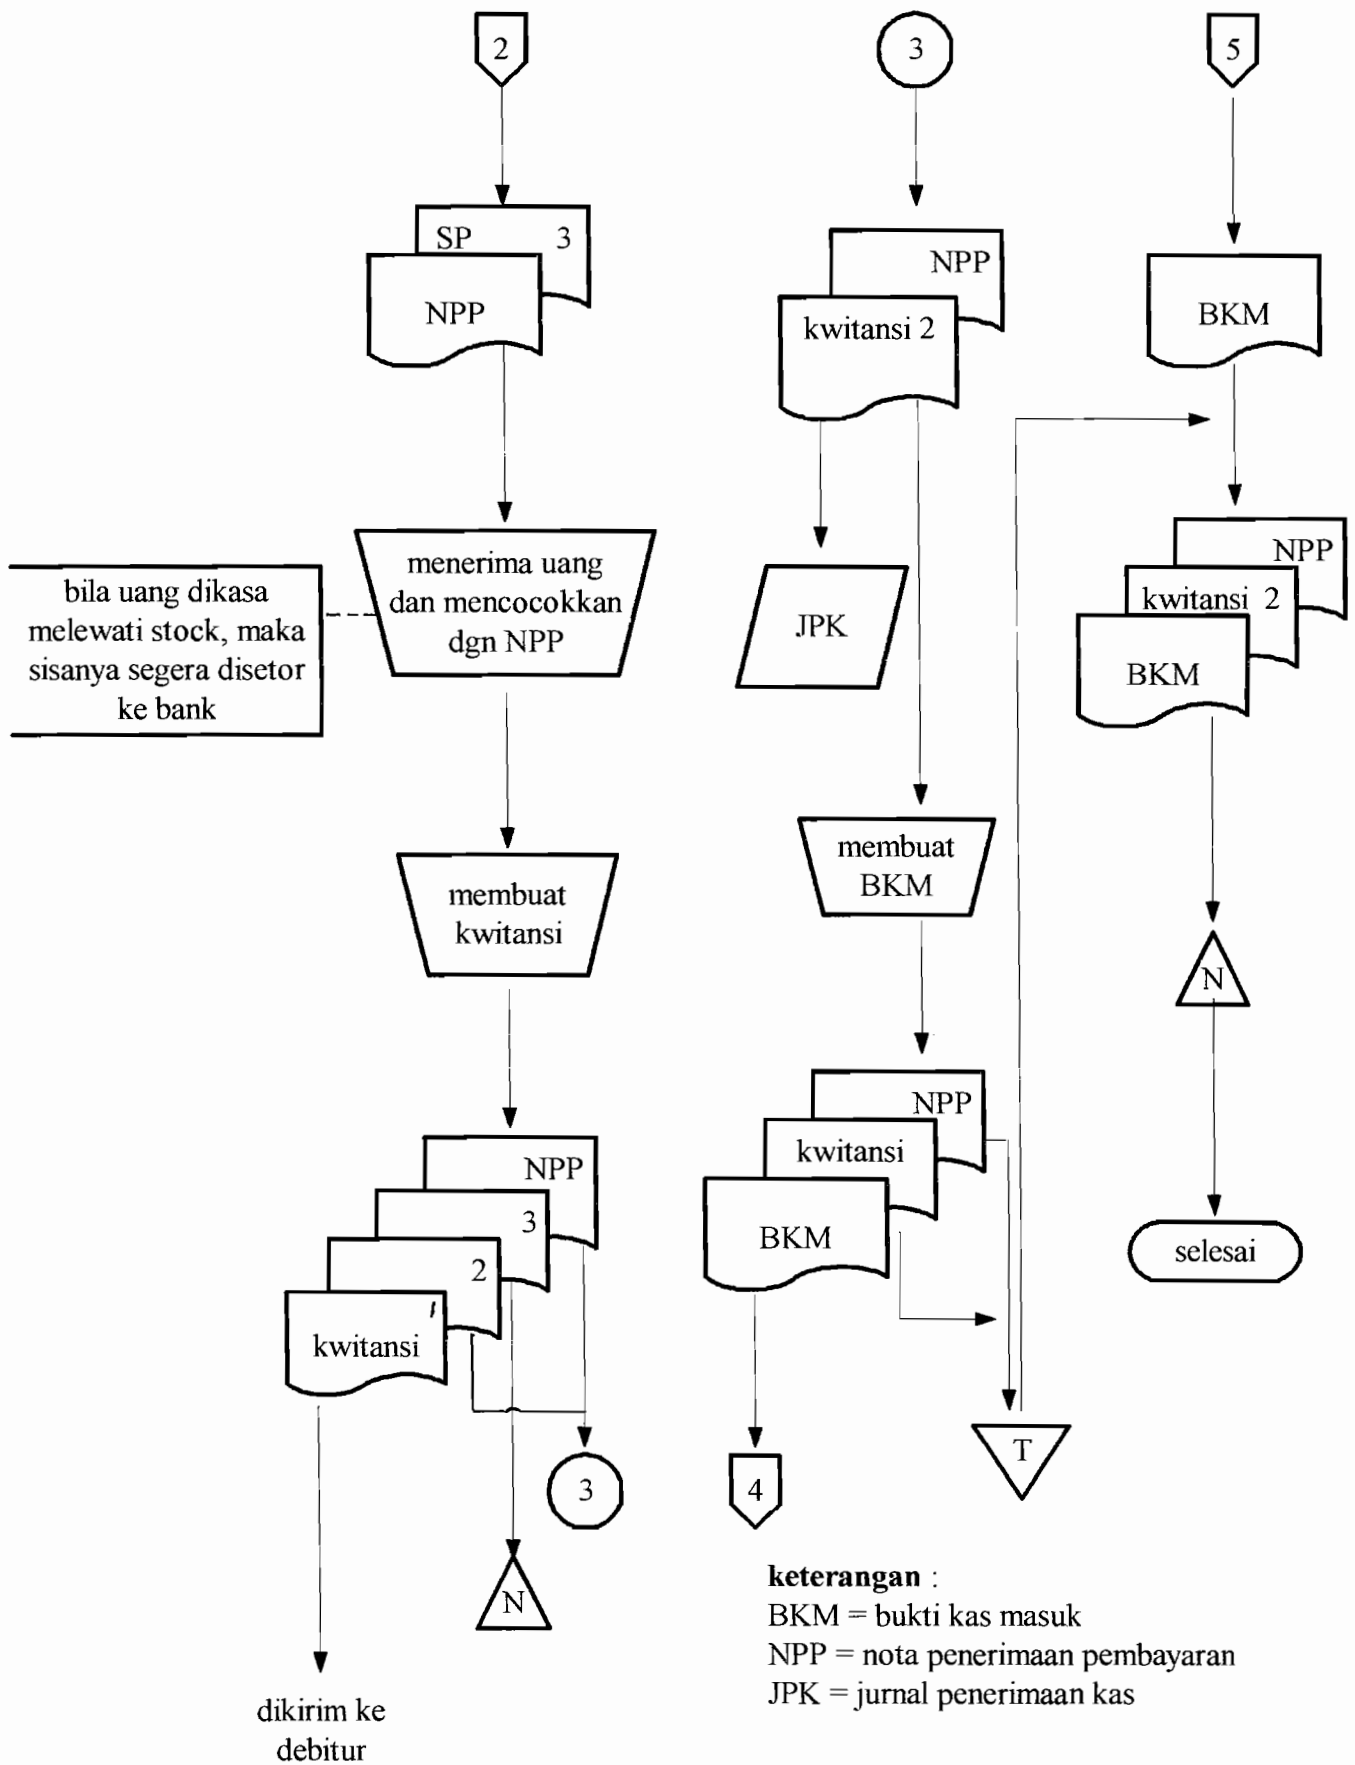 2
SP 3
NPP
menerima uang
dan mencocokkan
dgn NPP
bila uang dikasa
melewati stock, maka
sisanya segera disetor
ke bank
membuat
kwitansi
NPP
3
2
1
kwitansi
3
N
dikirim ke
debitur
3
NPP
kwitansi 2
JPK
membuat
BKM
NPP
kwitansi
BKM
4
T
5
BKM
NPP
kwitansi 2
BKM
N
selesai
keterangan :
BKM = bukti kas masuk
NPP = nota penerimaan pembayaran
JPK = jurnal penerimaan kas